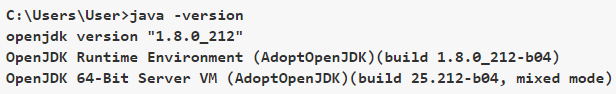 C:\Users\User>java -version
openjdk version "1.8.0_212"
OpenJDK Runtime Environment (AdoptOpenJDK)(build 1.8.0_212-b04)
OpenJDK 64-Bit Server VM (AdoptOpenJDK)(build 25.212-b04, mixed mode)